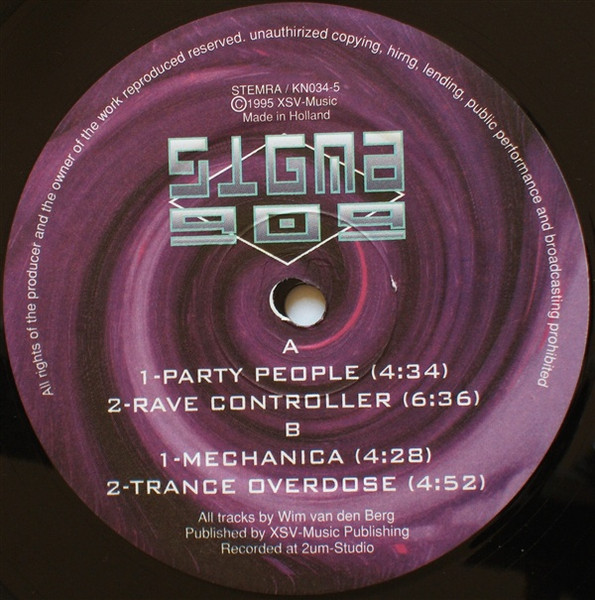 All rights of the producer and the owner of the work reproduced reserved. unauthirized copying, hirng, lending, public performance and broadcasting prohibited
STEMRA / KN034-5
©1995 XSV-Music
Made in Holland
SIGMA
909
A
1-PARTY PEOPLE (4:34)
2-RAVE CONTROLLER (6:36)
B
1-MECHANICA (4:28)
2-TRANCE OVERDOSE (4:52)
All tracks by Wim van den Berg
Published by XSV-Music Publishing
Recorded at 2um-Studio